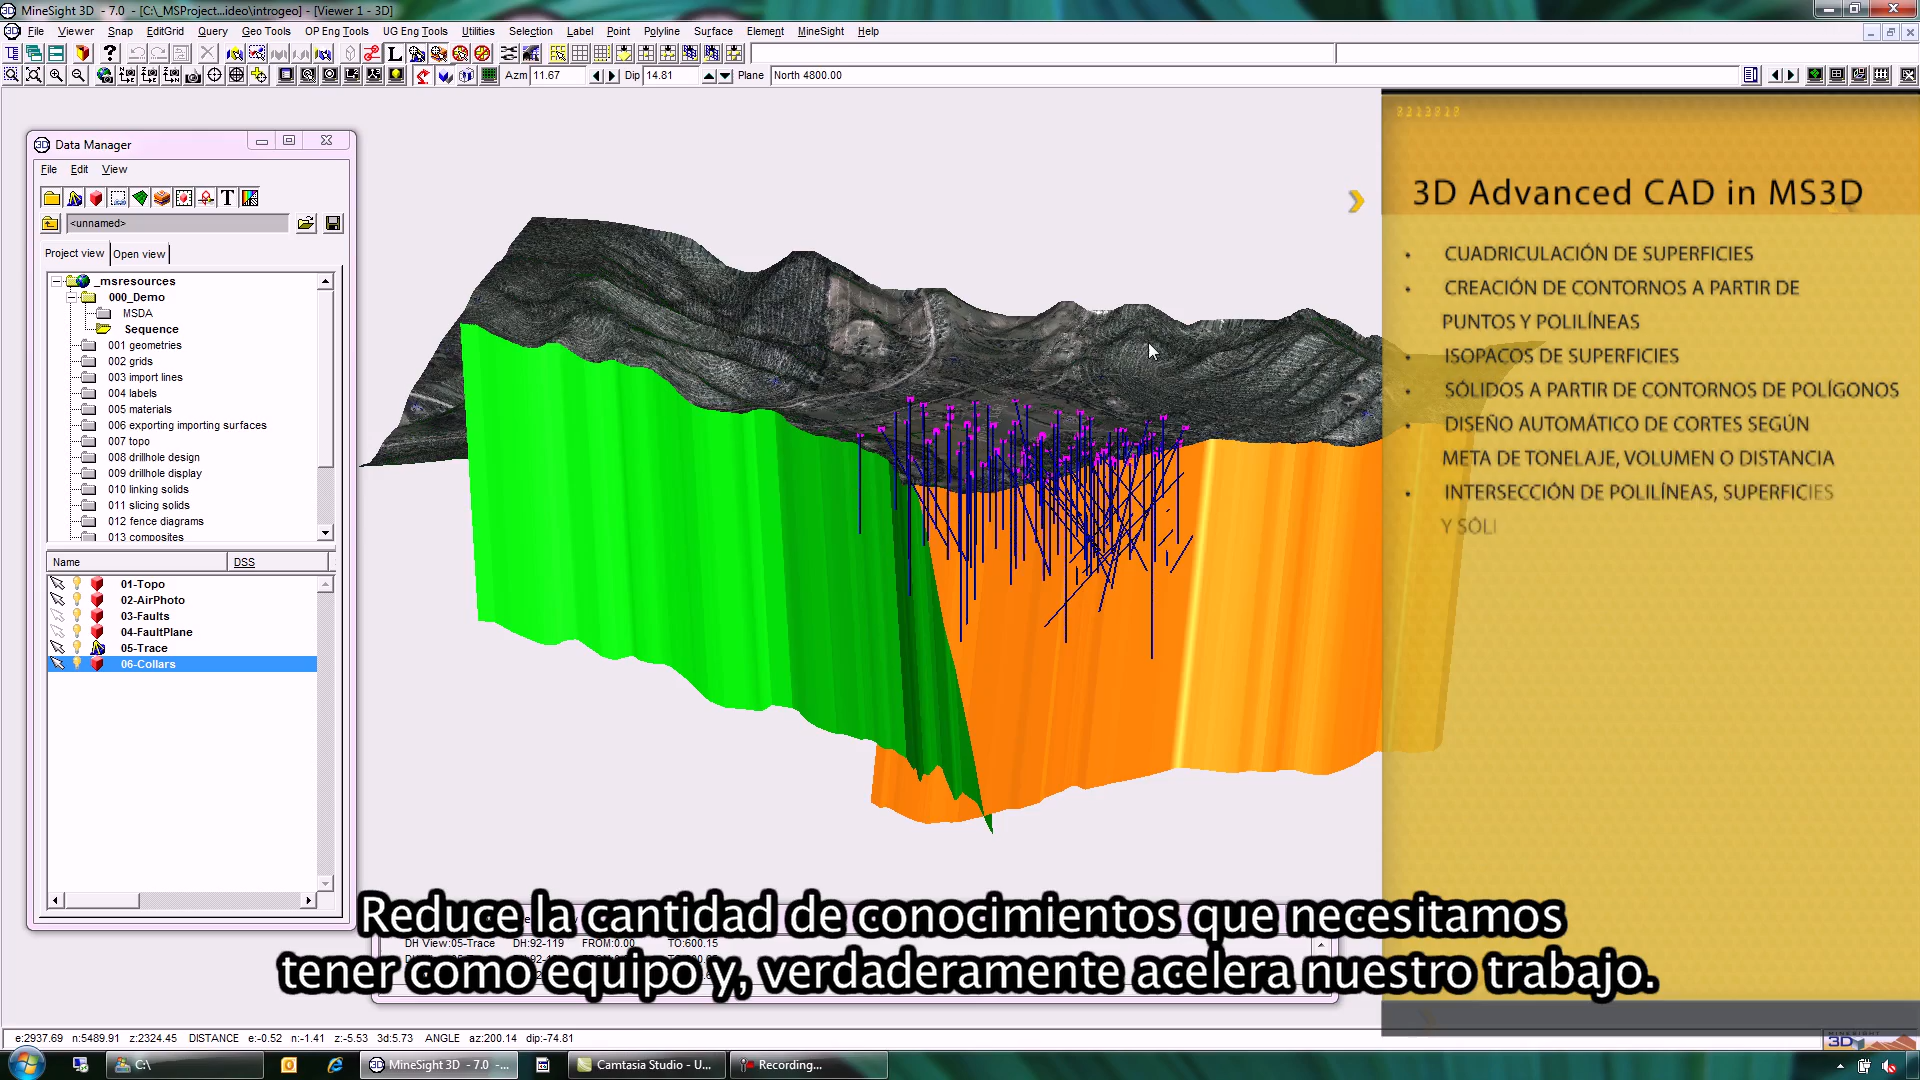 MineSight 3D - 7.0 - [C:\_MSProject...ideo\introgeo] - [Viewer 1 - 3D]
File Viewer Snap EditGrid Query Geo Tools OP Eng Tools UG Eng Tools Utilities Selection Label Point Polyline Surface Element MineSight Help
Azm 11.67 Dip 14.81 Plane North 4800.00
Data Manager
File Edit View
<unnamed>
Project view Open view
_msresources
000_Demo
MSDA
Sequence
001 geometries
002 grids
003 import lines
004 labels
005 materials
006 exporting importing surfaces
007 topo
008 drillhole design
009 drillhole display
010 linking solids
011 slicing solids
012 fence diagrams
013 composites
Name DSS
01-Topo
02-AirPhoto
03-Faults
04-FaultPlane
05-Trace
06-Collars
3D Advanced CAD in MS3D
• CUADRICULACIÓN DE SUPERFICIES
• CREACIÓN DE CONTORNOS A PARTIR DE
PUNTOS Y POLILÍNEAS
• ISOPACOS DE SUPERFICIES
• SÓLIDOS A PARTIR DE CONTORNOS DE POLÍGONOS
• DISEÑO AUTOMÁTICO DE CORTES SEGÚN
META DE TONELAJE, VOLUMEN O DISTANCIA
• INTERSECCIÓN DE POLILÍNEAS, SUPERFICIES
Y SÓLI
Reduce la cantidad de conocimientos que necesitamos
DH View:05-Trace DH:92-119 FROM:0.00 TO:600.15
tener como equipo y, verdaderamente acelera nuestro trabajo.
e:2937.69 n:5489.91 z:2324.45 DISTANCE e:-0.52 n:-1.41 z:-5.53 3d:5.73 ANGLE az:200.14 dip:-74.81
MINESIGHT
3D
C:\ MineSight 3D - 7.0 -... Camtasia Studio - U... Recording...